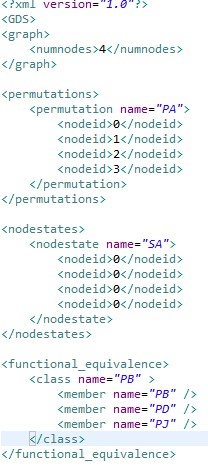 <?xml version="1.0"?>
<GDS>
<graph>
    <numnodes>4</numnodes>
</graph>

<permutations>
    <permutation name="PA">
        <nodeid>0</nodeid>
        <nodeid>1</nodeid>
        <nodeid>2</nodeid>
        <nodeid>3</nodeid>
    </permutation>
</permutations>

<nodestates>
    <nodestate name="SA">
        <nodeid>0</nodeid>
        <nodeid>0</nodeid>
        <nodeid>0</nodeid>
        <nodeid>0</nodeid>
    </nodestate>
</nodestates>

<functional_equivalence>
    <class name="PB" >
        <member name="PB" />
        <member name="PD" />
        <member name="PJ" />
    </class>
</functional_equivalence>